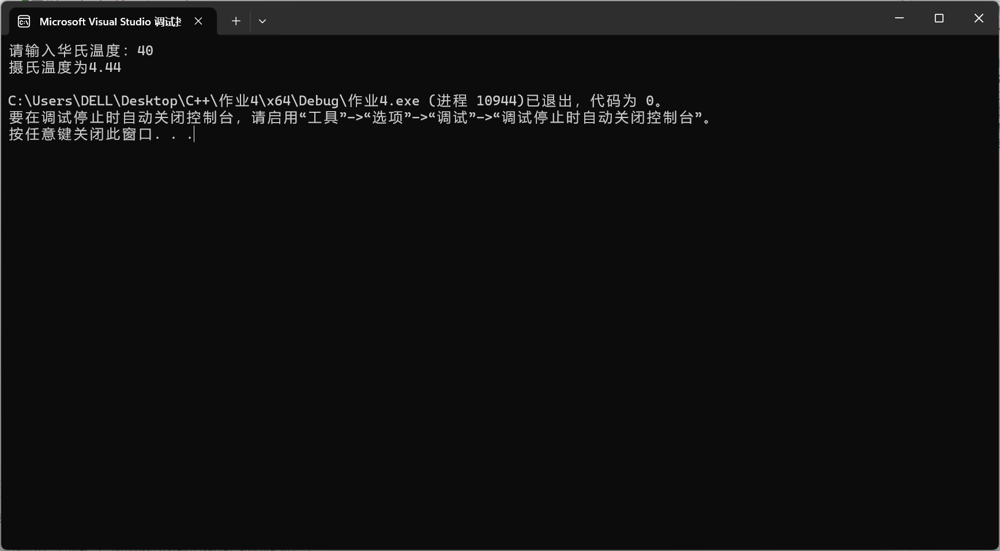 Microsoft Visual Studio 调试
请输入华氏温度：40
摄氏温度为4.44
C:\Users\DELL\Desktop\C++\作业4\x64\Debug\作业4.exe (进程 10944)已退出，代码为 0。
要在调试停止时自动关闭控制台，请启用“工具”->“选项”->“调试”->“调试停止时自动关闭控制台”。
按任意键关闭此窗口. . .